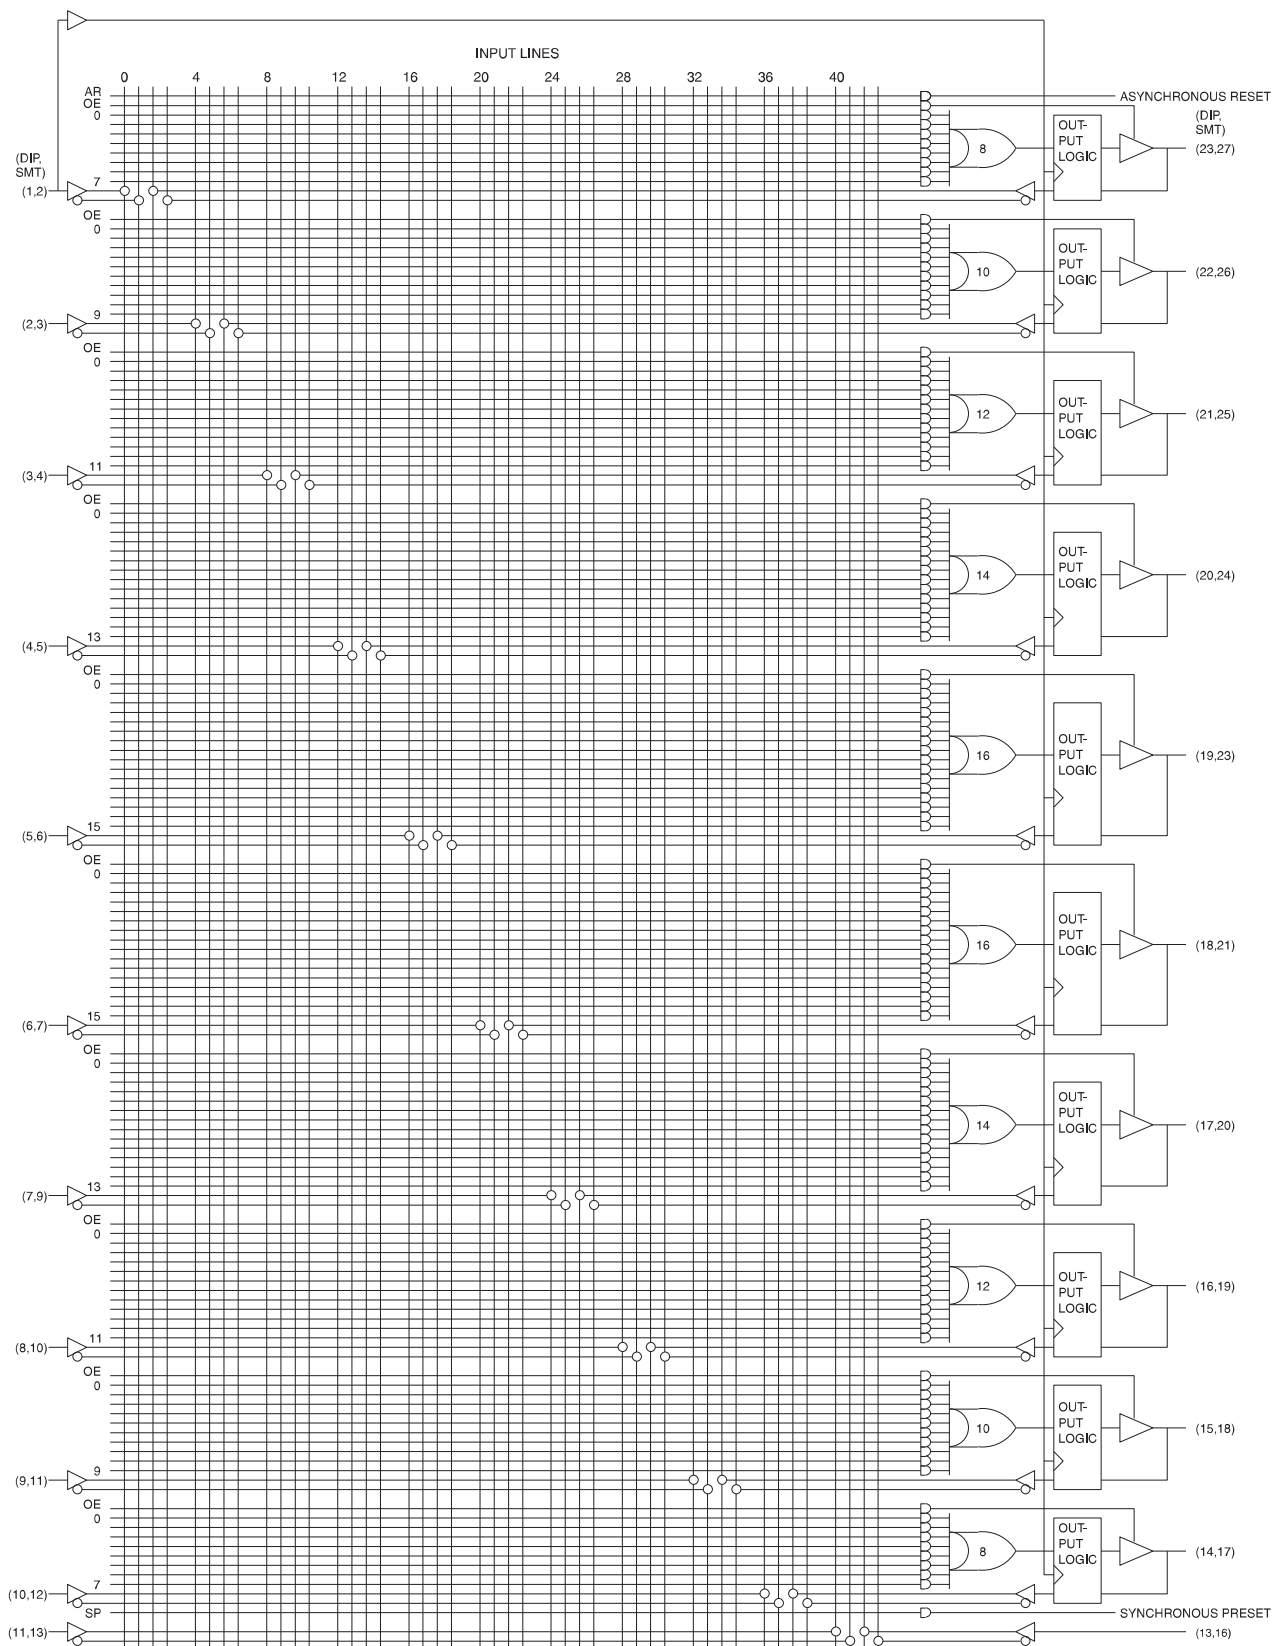 INPUT LINES
0 4 8 12 16 20 24 28 32 36 40
AR
ASYNCHRONOUS RESET
OE
0
(DIP,
SMT)
(DIP,
SMT)
8
OUT-
PUT
LOGIC
(23,27)
7
(1,2)
OE
0
10
OUT-
PUT
LOGIC
(22,26)
9
(2,3)
OE
0
12
OUT-
PUT
LOGIC
(21,25)
11
(3,4)
OE
0
14
OUT-
PUT
LOGIC
(20,24)
13
(4,5)
OE
0
16
OUT-
PUT
LOGIC
(19,23)
15
(5,6)
OE
0
16
OUT-
PUT
LOGIC
(18,21)
15
(6,7)
OE
0
14
OUT-
PUT
LOGIC
(17,20)
13
(7,9)
OE
0
12
OUT-
PUT
LOGIC
(16,19)
11
(8,10)
OE
0
10
OUT-
PUT
LOGIC
(15,18)
9
(9,11)
OE
0
8
OUT-
PUT
LOGIC
(14,17)
7
(10,12)
SP
SYNCHRONOUS PRESET
(11,13)
(13,16)